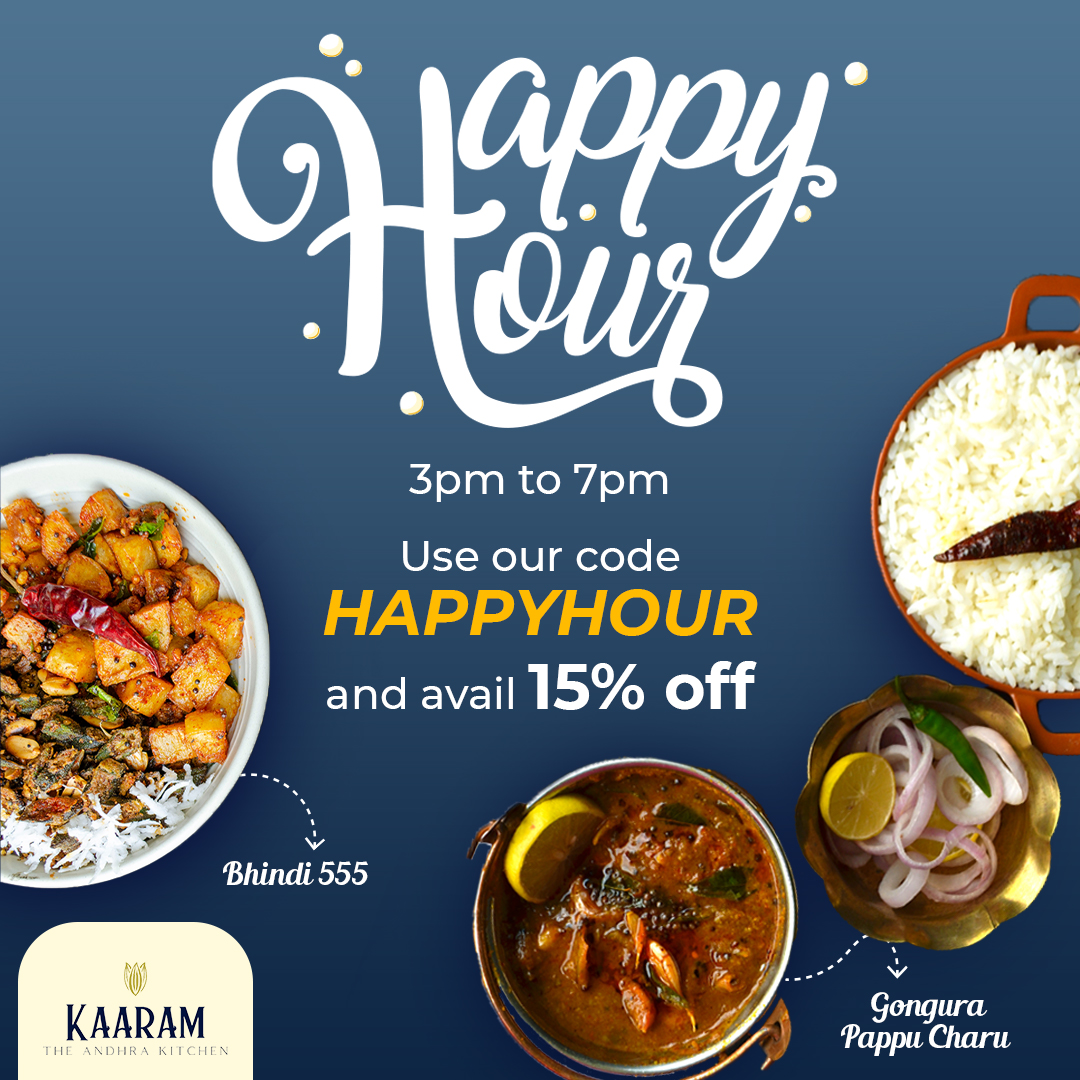 Happy
Hour
3pm to 7pm
Use our code
HAPPYHOUR
and avail 15% off
Bhindi 555
Gongura
Pappu Charu
KAARAM
THE ANDHRA KITCHEN